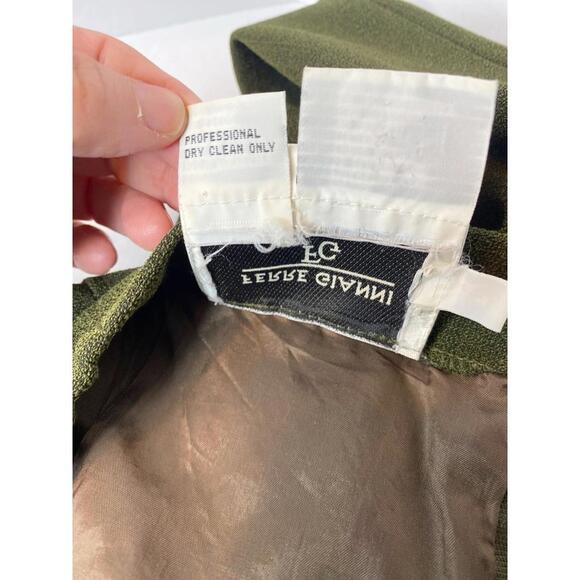 PROFESSIONAL
DRY CLEAN ONLY
FG
FERRE GIANNI